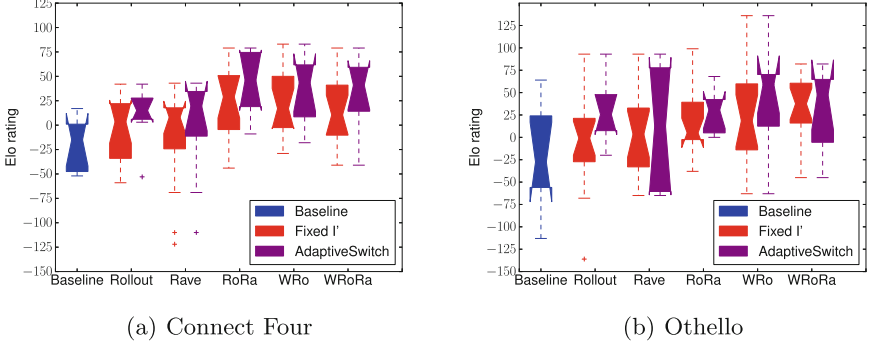 125
100
75
50
25
0
−25
−50
−75
−100
−125
−150
Elo rating
Baseline Rollout Rave RoRa WRo WRoRa
Baseline
Fixed I'
AdaptiveSwitch
(a) Connect Four
125
100
75
50
25
0
−25
−50
−75
−100
−125
−150
Elo rating
Baseline Rollout Rave RoRa WRo WRoRa
Baseline
Fixed I'
AdaptiveSwitch
(b) Othello